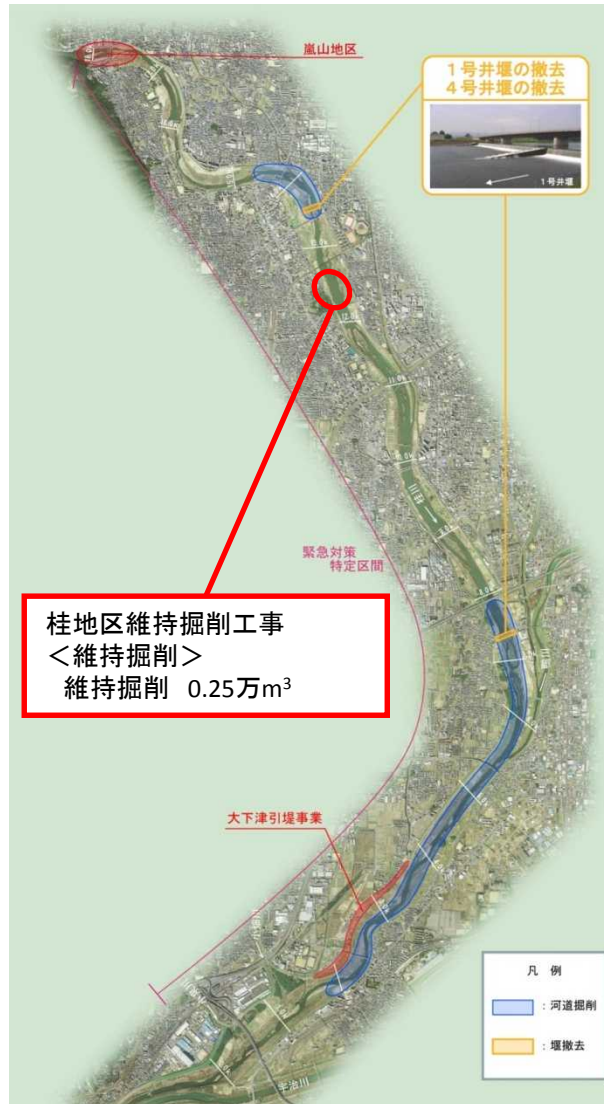 嵐山地区
1号井堰の撤去
4号井堰の撤去
1号井堰
緊急対策
特定区間
桂地区維持掘削工事
<維持掘削>
維持掘削 0.25万m³
大下津引堤事業
凡 例
：河道掘削
：堰撤去
宇治川